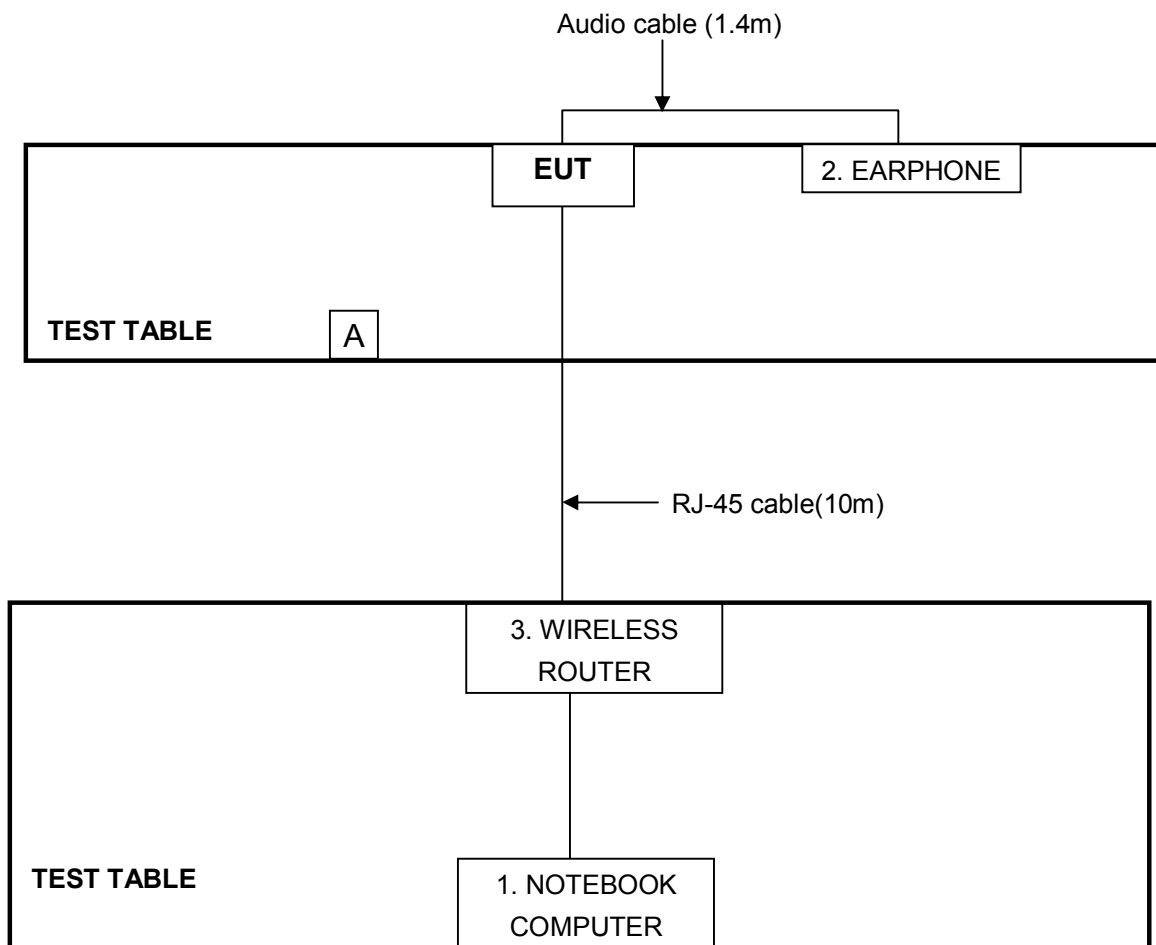 Audio cable (1.4m)
EUT
2. EARPHONE
TEST TABLE
A
RJ-45 cable(10m)
3. WIRELESS
ROUTER
TEST TABLE
1. NOTEBOOK
COMPUTER